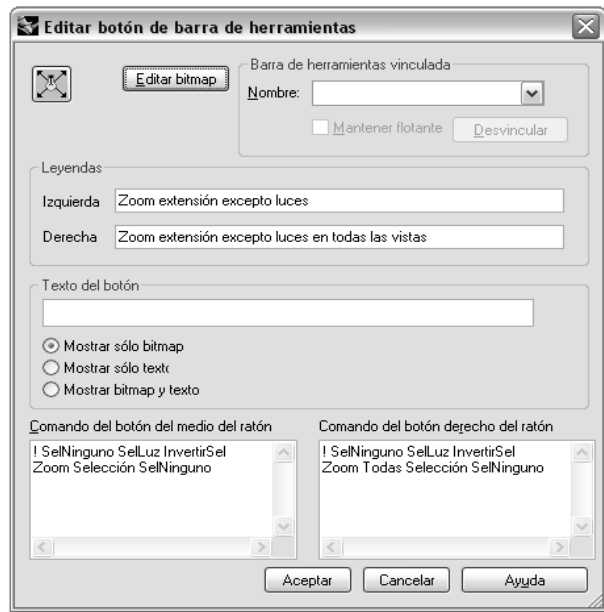 Editar botón de barra de herramientas
Editar bitmap
Barra de herramientas vinculada
Nombre:
Mantener flotante
Desvincular
Leyendas
Izquierda
Zoom extensión excepto luces
Derecha
Zoom extensión excepto luces en todas las vistas
Texto del botón
Mostrar sólo bitmap
Mostrar sólo texto
Mostrar bitmap y texto
Comando del botón del medio del ratón
! SelNinguno SelLuz InvertirSel
Zoom Selección SelNinguno
Comando del botón derecho del ratón
! SelNinguno SelLuz InvertirSel
Zoom Todas Selección SelNinguno
Aceptar
Cancelar
Ayuda